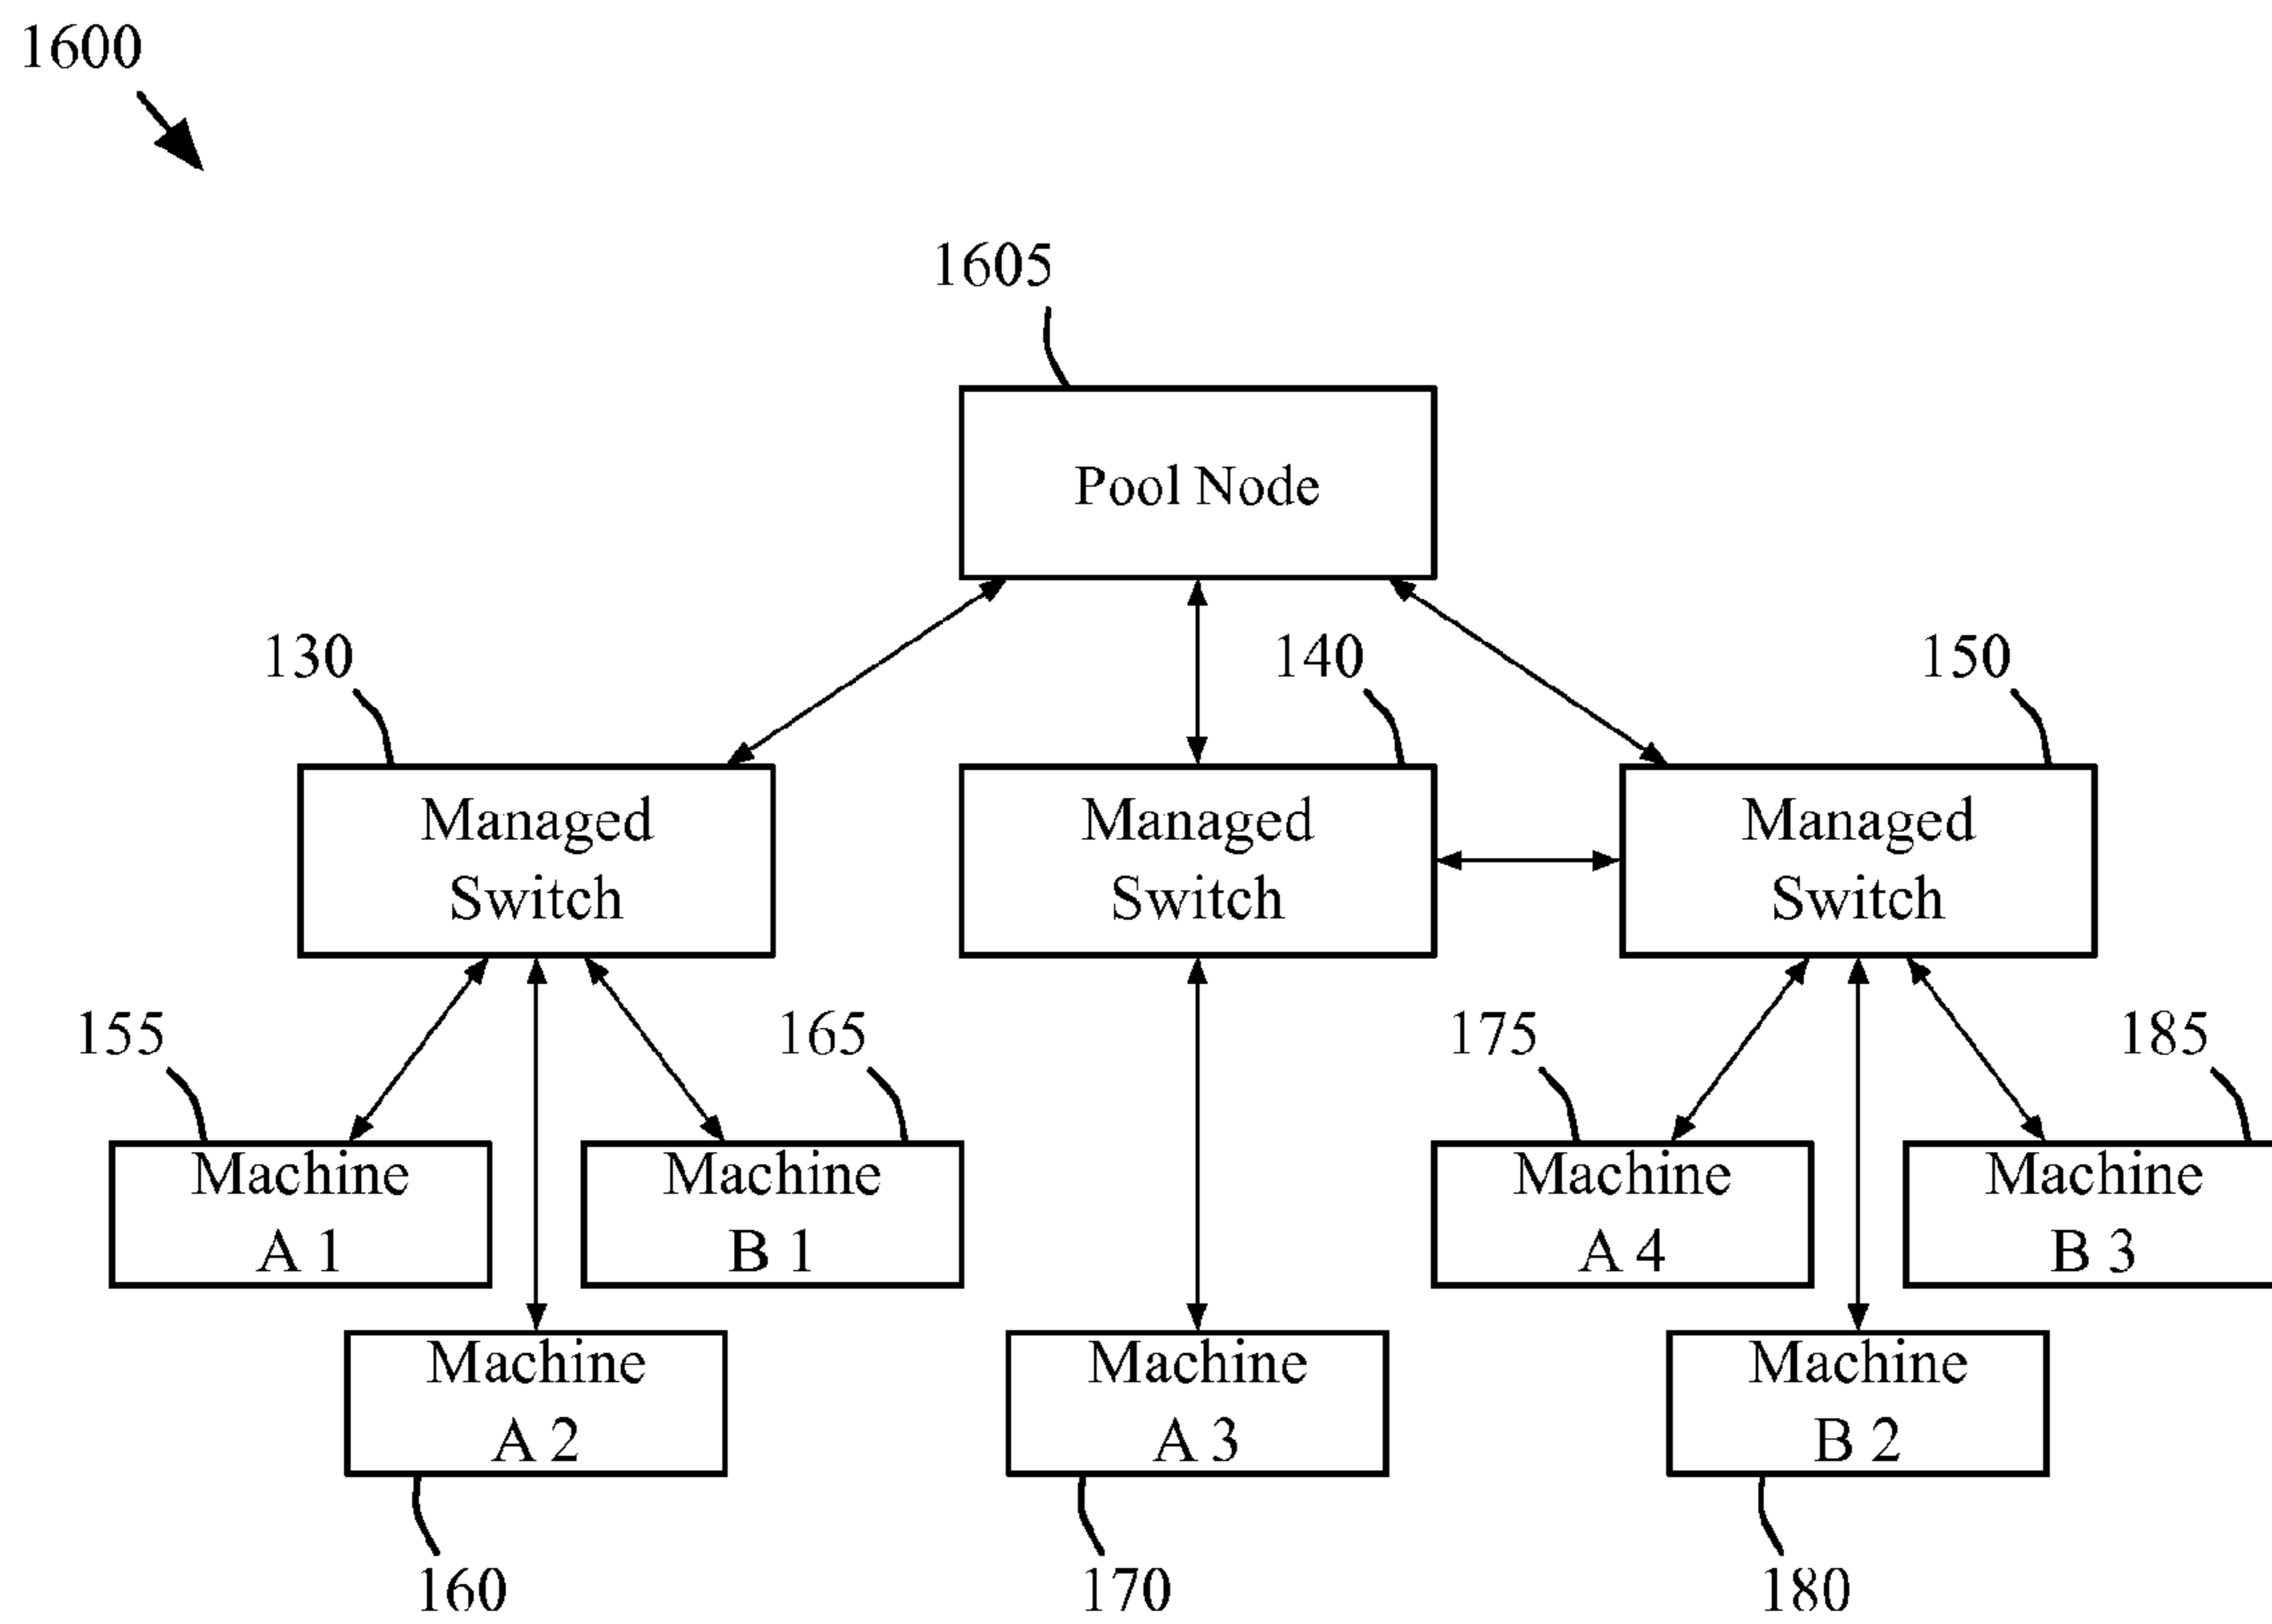 1600
1605
Pool Node
130
140
150
Managed
Switch
Managed
Switch
Managed
Switch
155
165
175
185
Machine
A 1
Machine
B 1
Machine
A 4
Machine
B 3
Machine
A 2
Machine
A 3
Machine
B 2
160
170
180